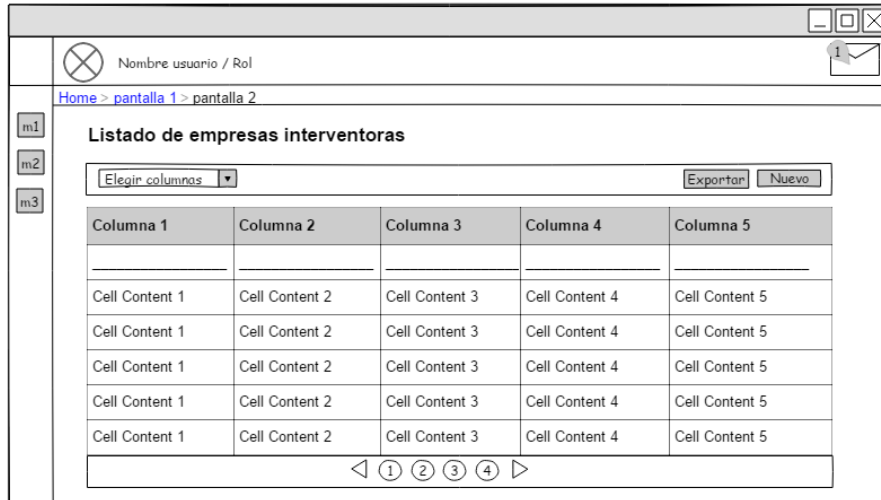 1
Nombre usuario / Rol
Home > pantalla 1 > pantalla 2
m1
m2
m3
Listado de empresas interventoras
Elegir columnas Exportar Nuevo
Columna 1 Columna 2 Columna 3 Columna 4 Columna 5
Cell Content 1 Cell Content 2 Cell Content 3 Cell Content 4 Cell Content 5
Cell Content 1 Cell Content 2 Cell Content 3 Cell Content 4 Cell Content 5
Cell Content 1 Cell Content 2 Cell Content 3 Cell Content 4 Cell Content 5
Cell Content 1 Cell Content 2 Cell Content 3 Cell Content 4 Cell Content 5
Cell Content 1 Cell Content 2 Cell Content 3 Cell Content 4 Cell Content 5
1 2 3 4